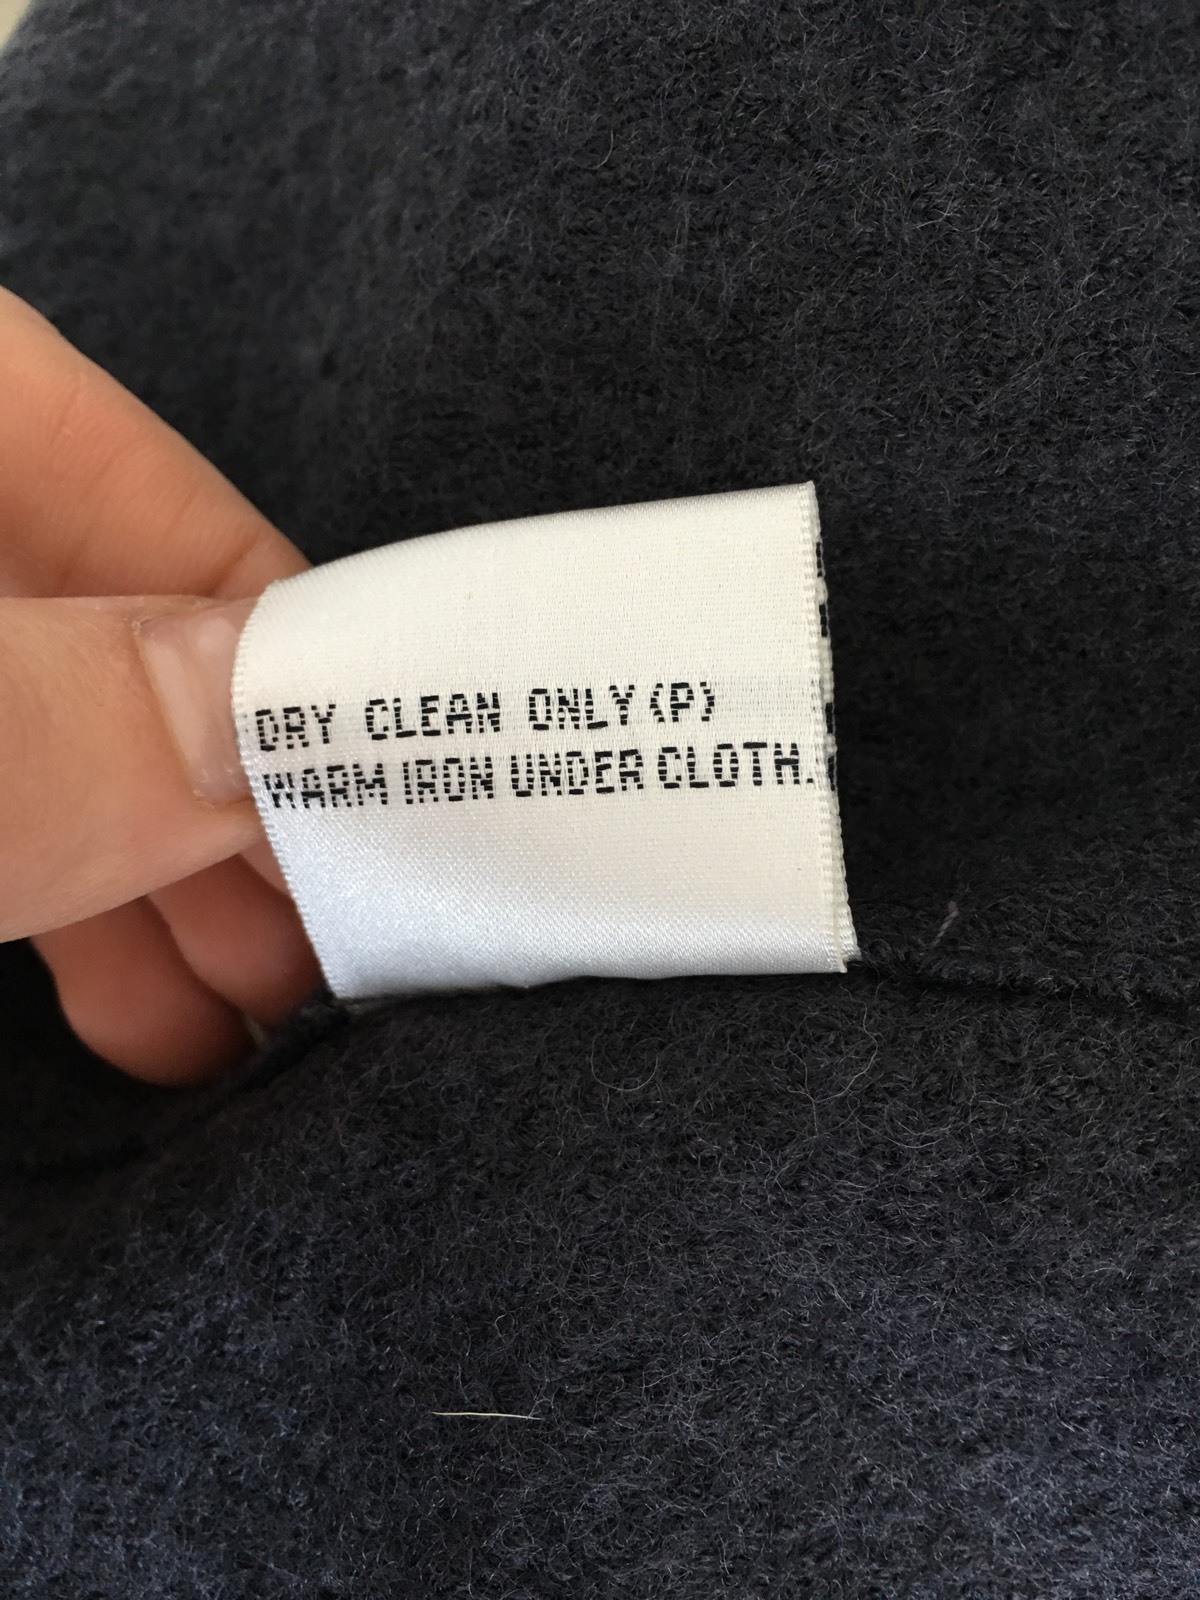 DRY CLEAN ONLY (P)
WARM IRON UNDER CLOTH.